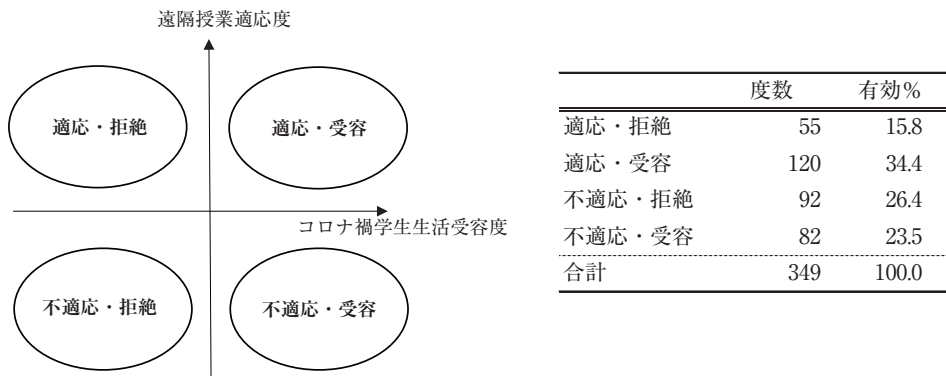 遠隔授業適応度
適応・拒絶
適応・受容
コロナ禍学生生活受容度
不適応・拒絶
不適応・受容
度数 有効%
適応・拒絶 55 15.8
適応・受容 120 34.4
不適応・拒絶 92 26.4
不適応・受容 82 23.5
合計 349 100.0